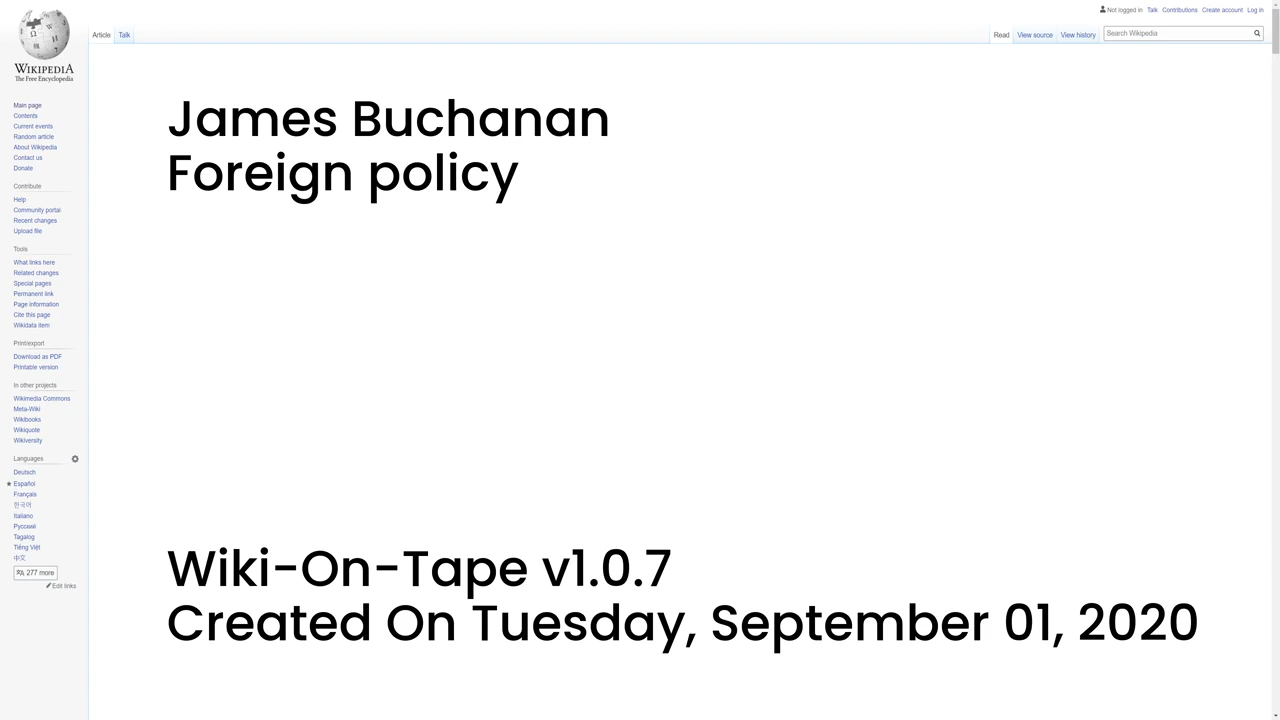 Not logged in Talk Contributions Create account Log in
Article Talk Read View source View history Search Wikipedia
WIKIPEDIA
The Free Encyclopedia
Main page
Contents
Current events
Random article
About Wikipedia
Contact us
Donate
Contribute
Help
Community portal
Recent changes
Upload file
Tools
What links here
Related changes
Special pages
Permanent link
Page information
Cite this page
Wikidata item
Print/export
Download as PDF
Printable version
In other projects
Wikimedia Commons
Meta-Wiki
Wikibooks
Wikiquote
Wikiversity
Languages
Deutsch
Español
Français
한국어
Italiano
Русский
Tagalog
Tiếng Việt
中文
277 more
Edit links
James Buchanan
Foreign policy
Wiki-On-Tape v1.0.7
Created On Tuesday, September 01, 2020